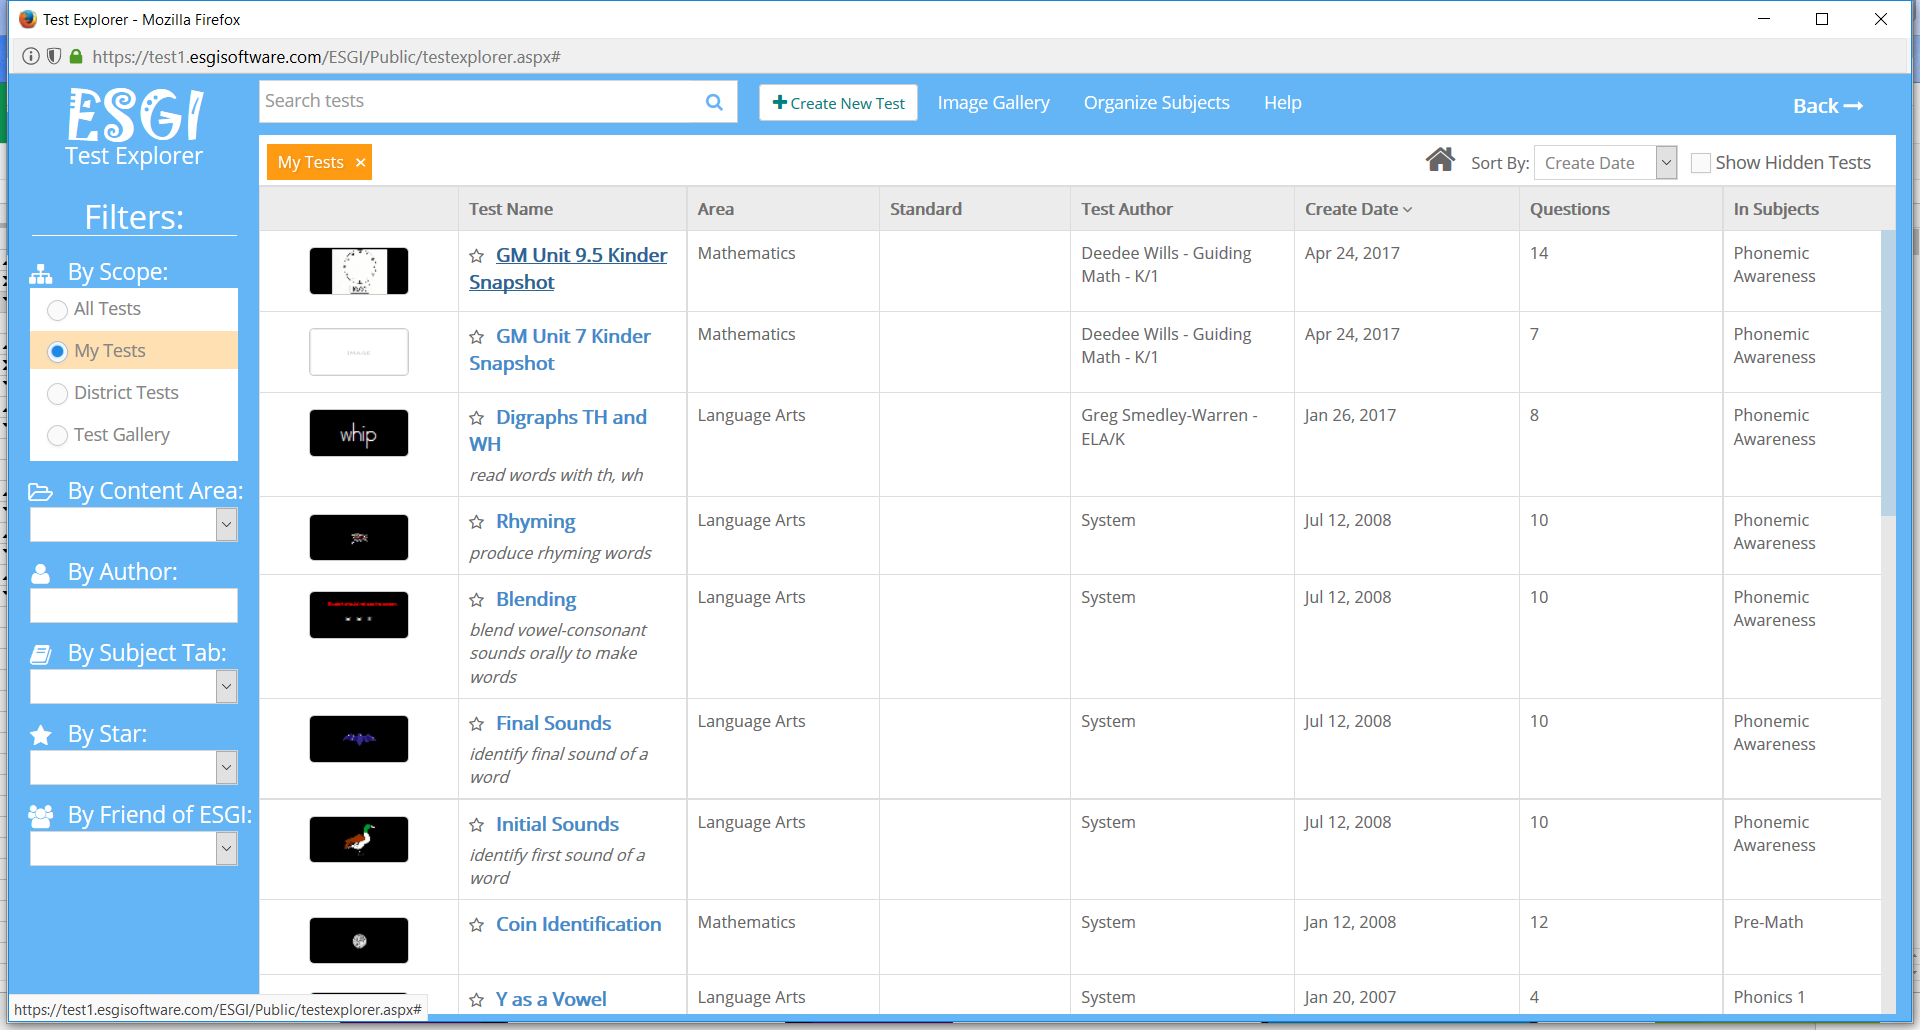 Test Explorer - Mozilla Firefox
https://test1.esgisoftware.com/ESGI/Public/testexplorer.aspx#
ESGI
Test Explorer
Search tests
Create New Test
Image Gallery
Organize Subjects
Help
Back
My Tests ×
Sort By: Create Date
Show Hidden Tests
Filters:
By Scope:
All Tests
My Tests
District Tests
Test Gallery
By Content Area:
By Author:
By Subject Tab:
By Star:
By Friend of ESGI:
Test Name Area Standard Test Author Create Date Questions In Subjects
GM Unit 9.5 Kinder Mathematics Deedee Wills - Guiding Apr 24, 2017 14 Phonemic
Snapshot Math - K/1 Awareness
IMAGE
GM Unit 7 Kinder Mathematics Deedee Wills - Guiding Apr 24, 2017 7 Phonemic
Snapshot Math - K/1 Awareness
whip
Digraphs TH and Language Arts Greg Smedley-Warren - Jan 26, 2017 8 Phonemic
WH ELA/K Awareness
read words with th, wh
Rhyming Language Arts System Jul 12, 2008 10 Phonemic
Awareness
produce rhyming words
Blending Language Arts System Jul 12, 2008 10 Phonemic
Awareness
blend vowel-consonant
sounds orally to make
words
Final Sounds Language Arts System Jul 12, 2008 10 Phonemic
Awareness
identify final sound of a
word
Initial Sounds Language Arts System Jul 12, 2008 10 Phonemic
Awareness
identify first sound of a
word
Coin Identification Mathematics System Jan 12, 2008 12 Pre-Math
Y as a Vowel Language Arts System Jan 20, 2007 4 Phonics 1
https://test1.esgisoftware.com/ESGI/Public/testexplorer.aspx#